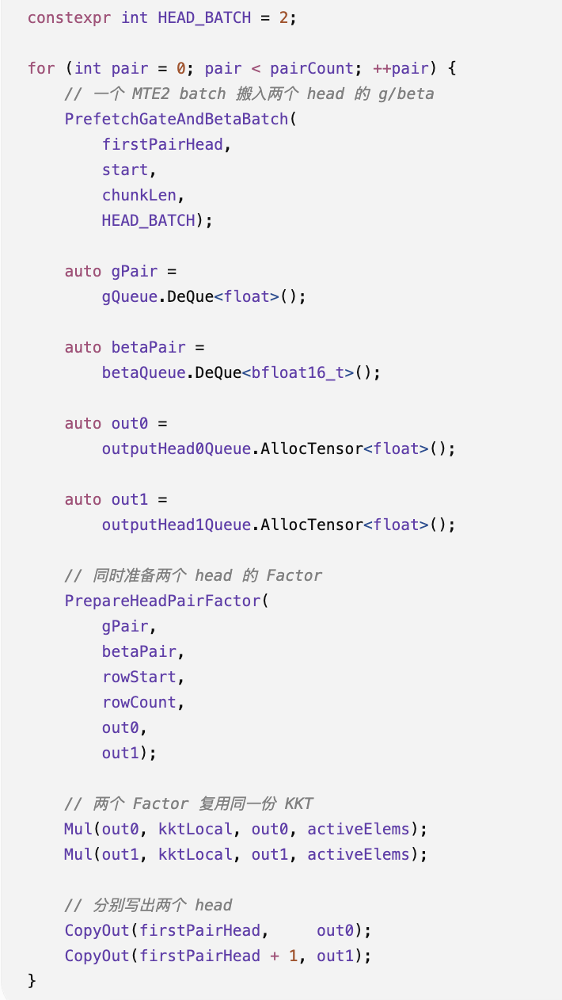 constexpr int HEAD_BATCH = 2;

for (int pair = 0; pair < pairCount; ++pair) {
    // 一个 MTE2 batch 搬入两个 head 的 g/beta
    PrefetchGateAndBetaBatch(
        firstPairHead,
        start,
        chunkLen,
        HEAD_BATCH);

    auto gPair =
        gQueue.DeQue<float>();

    auto betaPair =
        betaQueue.DeQue<bfloat16_t>();

    auto out0 =
        outputHead0Queue.AllocTensor<float>();

    auto out1 =
        outputHead1Queue.AllocTensor<float>();

    // 同时准备两个 head 的 Factor
    PrepareHeadPairFactor(
        gPair,
        betaPair,
        rowStart,
        rowCount,
        out0,
        out1);

    // 两个 Factor 复用同一份 KKT
    Mul(out0, kktLocal, out0, activeElems);
    Mul(out1, kktLocal, out1, activeElems);

    // 分别写出两个 head
    CopyOut(firstPairHead,     out0);
    CopyOut(firstPairHead + 1, out1);
}